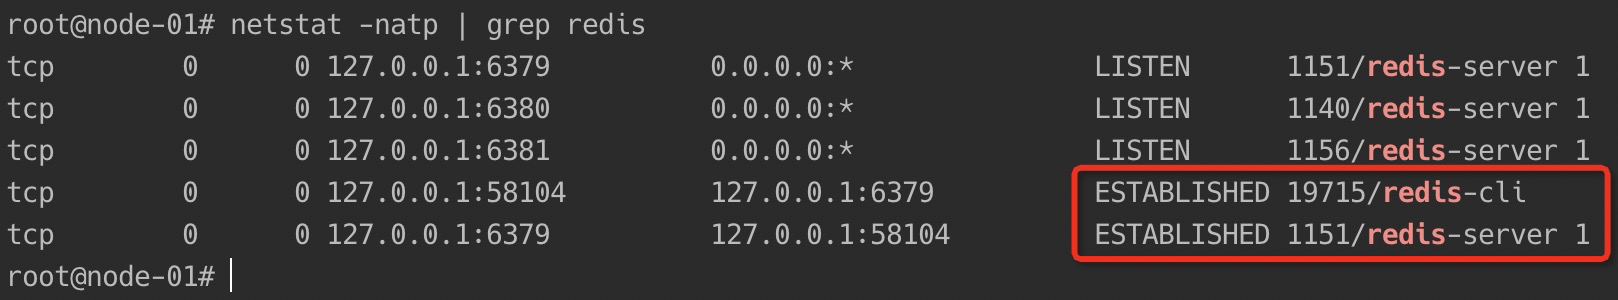 root@node-01# netstat -natp | grep redis
tcp        0      0 127.0.0.1:6379          0.0.0.0:*               LISTEN      1151/redis-server 1
tcp        0      0 127.0.0.1:6380          0.0.0.0:*               LISTEN      1140/redis-server 1
tcp        0      0 127.0.0.1:6381          0.0.0.0:*               LISTEN      1156/redis-server 1
tcp        0      0 127.0.0.1:58104         127.0.0.1:6379          ESTABLISHED 19715/redis-cli
tcp        0      0 127.0.0.1:6379          127.0.0.1:58104         ESTABLISHED 1151/redis-server 1
root@node-01#